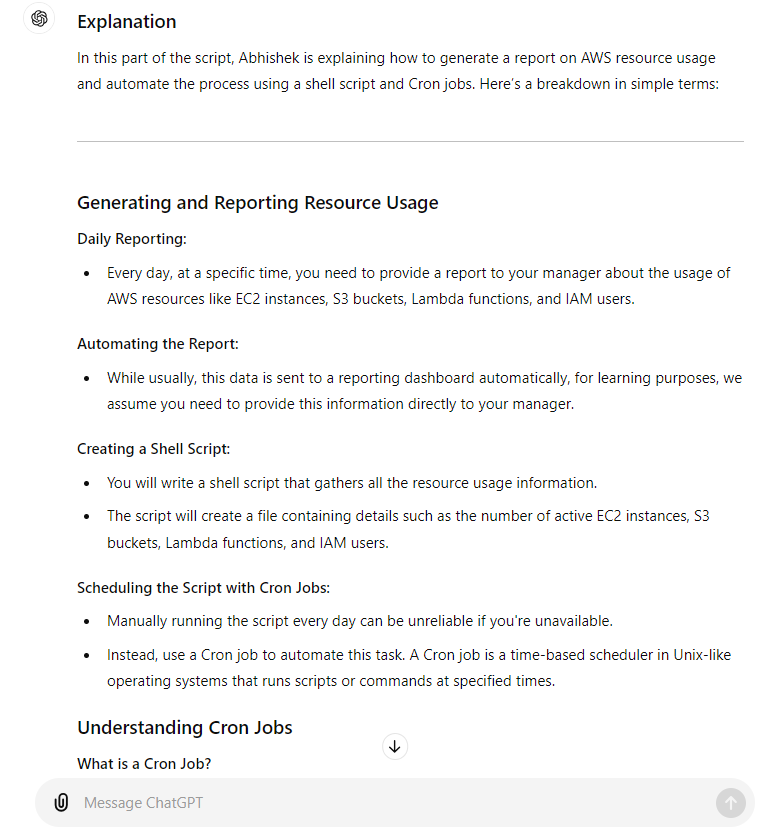 Explanation
In this part of the script, Abhishek is explaining how to generate a report on AWS resource usage
and automate the process using a shell script and Cron jobs. Here's a breakdown in simple terms:
Generating and Reporting Resource Usage
Daily Reporting:
• Every day, at a specific time, you need to provide a report to your manager about the usage of
AWS resources like EC2 instances, S3 buckets, Lambda functions, and IAM users.
Automating the Report:
• While usually, this data is sent to a reporting dashboard automatically, for learning purposes, we
assume you need to provide this information directly to your manager.
Creating a Shell Script:
• You will write a shell script that gathers all the resource usage information.
• The script will create a file containing details such as the number of active EC2 instances, S3
buckets, Lambda functions, and IAM users.
Scheduling the Script with Cron Jobs:
• Manually running the script every day can be unreliable if you're unavailable.
• Instead, use a Cron job to automate this task. A Cron job is a time-based scheduler in Unix-like
operating systems that runs scripts or commands at specified times.
Understanding Cron Jobs
What is a Cron Job?
Message ChatGPT